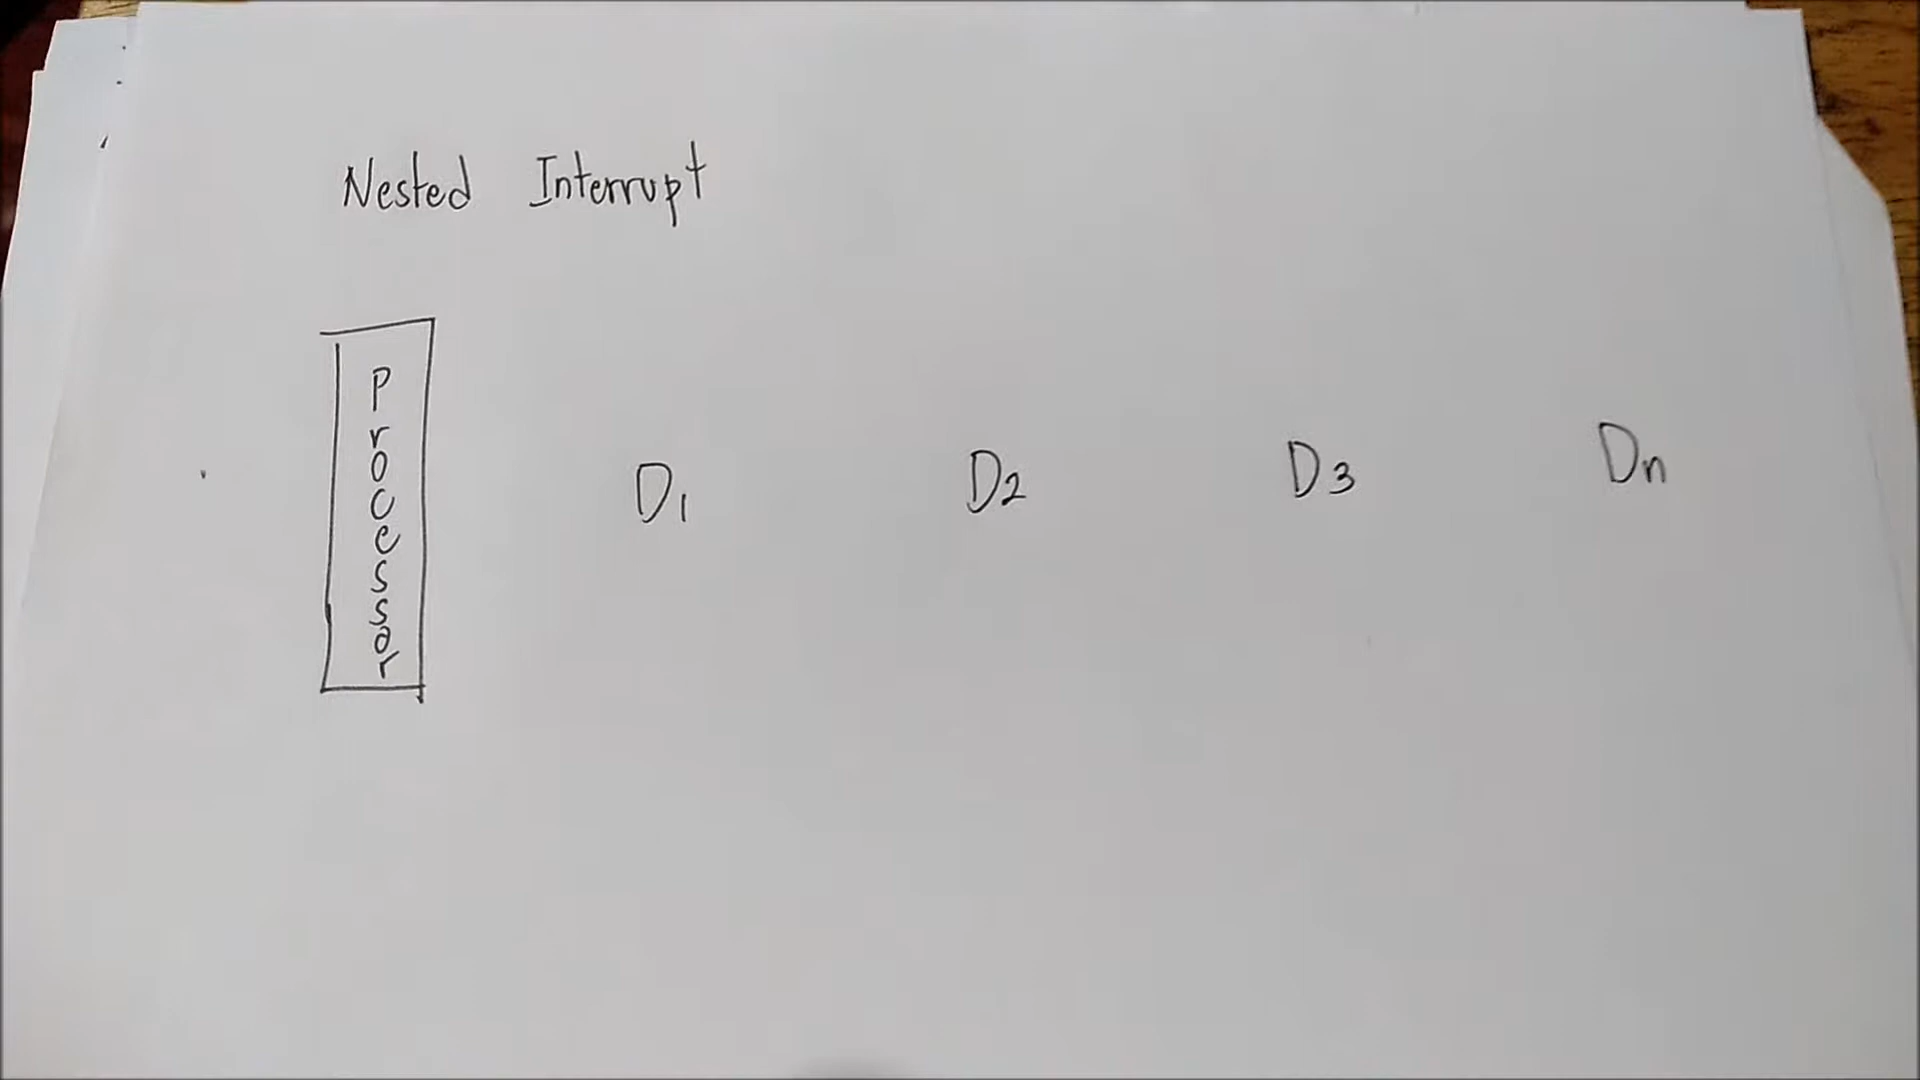 Nested Interrupt
Processor
D1 D2 D3 Dn